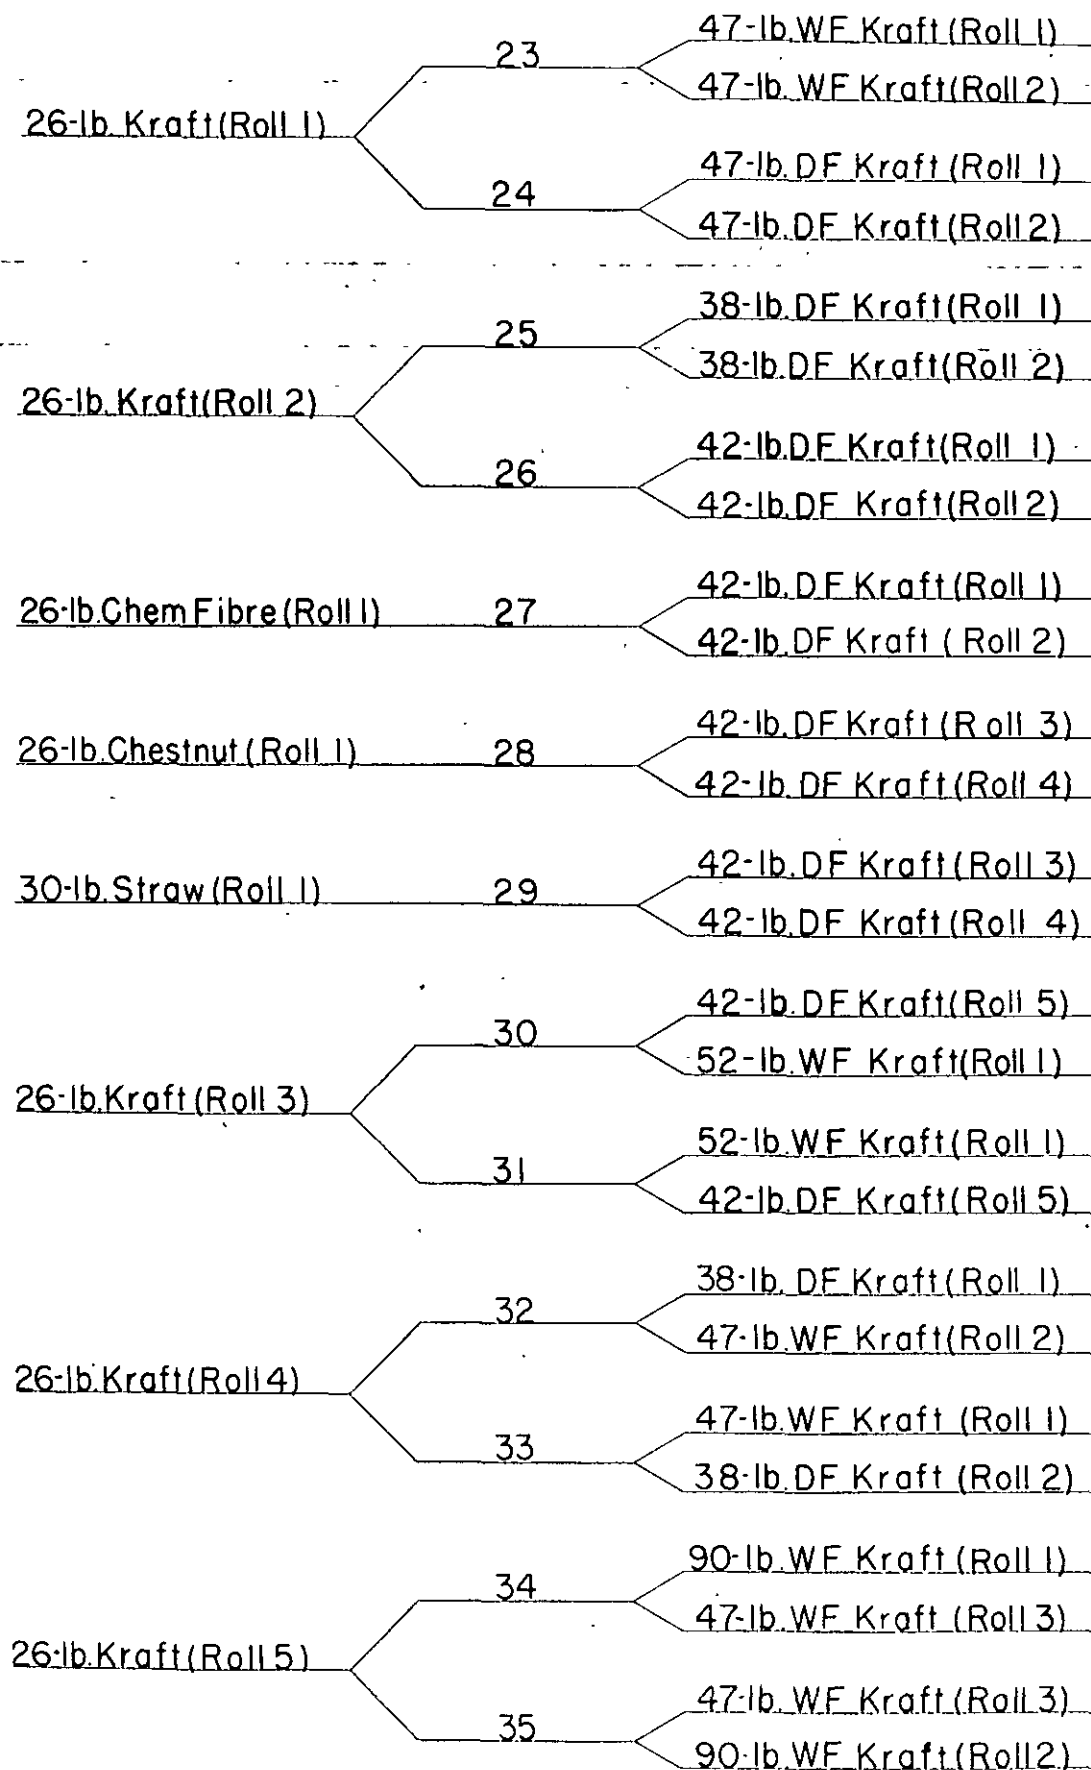 47-lb. WF Kraft (Roll 1)
23
47-lb. WF Kraft (Roll 2)
26-lb. Kraft (Roll 1)
47-lb. DF Kraft (Roll 1)
24
47-lb. DF Kraft (Roll 2)
38-lb. DF Kraft (Roll 1)
25
38-lb. DF Kraft (Roll 2)
26-lb. Kraft (Roll 2)
42-lb. DF Kraft (Roll 1)
26
42-lb. DF Kraft (Roll 2)
42-lb. DF Kraft (Roll 1)
26-lb. Chem Fibre (Roll 1)
27
42-lb. DF Kraft (Roll 2)
42-lb. DF Kraft (Roll 3)
26-lb. Chestnut (Roll 1)
28
42-lb. DF Kraft (Roll 4)
42-lb. DF Kraft (Roll 3)
30-lb. Straw (Roll 1)
29
42-lb. DF Kraft (Roll 4)
42-lb. DF Kraft (Roll 5)
30
52-lb. WF Kraft (Roll 1)
26-lb. Kraft (Roll 3)
52-lb. WF Kraft (Roll 1)
31
42-lb. DF Kraft (Roll 5)
38-lb. DF Kraft (Roll 1)
32
47-lb. WF Kraft (Roll 2)
26-lb. Kraft (Roll 4)
47-lb. WF Kraft (Roll 1)
33
38-lb. DF Kraft (Roll 2)
90-lb. WF Kraft (Roll 1)
34
47-lb. WF Kraft (Roll 3)
26-lb. Kraft (Roll 5)
47-lb. WF Kraft (Roll 3)
35
90-lb. WF Kraft (Roll 2)